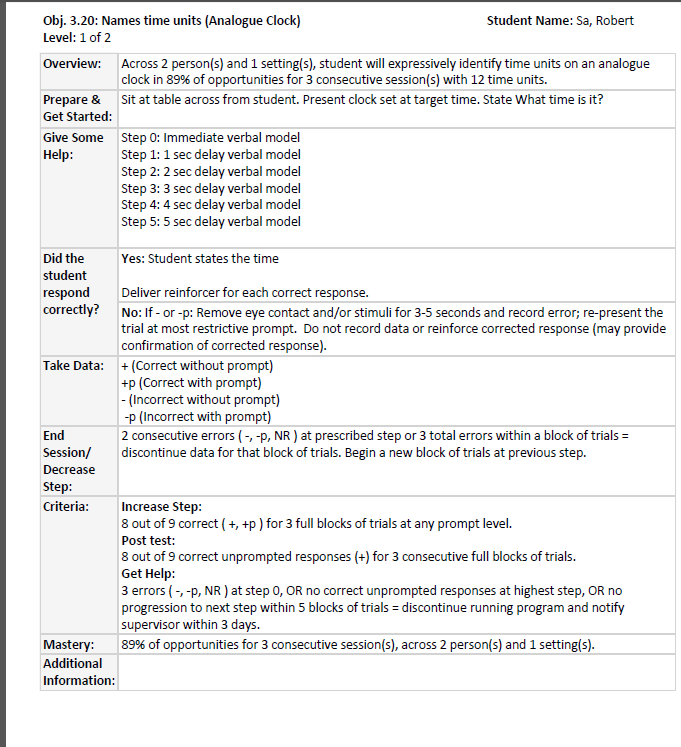 Obj. 3.20: Names time units (Analogue Clock) Student Name: Sa, Robert
Level: 1 of 2
Overview: Across 2 person(s) and 1 setting(s), student will expressively identify time units on an analogue
clock in 89% of opportunities for 3 consecutive session(s) with 12 time units.
Prepare & Get Started: Sit at table across from student. Present clock set at target time. State What time is it?
Give Some Help: Step 0: Immediate verbal model
Step 1: 1 sec delay verbal model
Step 2: 2 sec delay verbal model
Step 3: 3 sec delay verbal model
Step 4: 4 sec delay verbal model
Step 5: 5 sec delay verbal model
Did the
student
respond
correctly?
Yes: Student states the time
Deliver reinforcer for each correct response.
No: If - or -p: Remove eye contact and/or stimuli for 3-5 seconds and record error; re-present the
trial at most restrictive prompt. Do not record data or reinforce corrected response (may provide
confirmation of corrected response).
Take Data: + (Correct without prompt)
+p (Correct with prompt)
- (Incorrect without prompt)
-p (Incorrect with prompt)
End
Session/
Decrease
Step:
2 consecutive errors ( -, -p, NR ) at prescribed step or 3 total errors within a block of trials =
discontinue data for that block of trials. Begin a new block of trials at previous step.
Criteria: Increase Step:
8 out of 9 correct ( +, +p ) for 3 full blocks of trials at any prompt level.
Post test:
8 out of 9 correct unprompted responses (+) for 3 consecutive full blocks of trials.
Get Help:
3 errors ( -, -p, NR ) at step 0, OR no correct unprompted responses at highest step, OR no
progression to next step within 5 blocks of trials = discontinue running program and notify
supervisor within 3 days.
Mastery: 89% of opportunities for 3 consecutive session(s), across 2 person(s) and 1 setting(s).
Additional
Information: